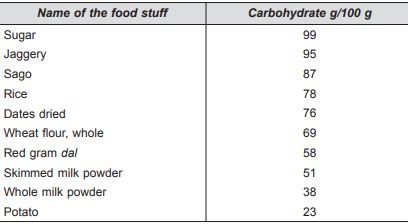 Name of the food stuff Carbohydrate g/100 g
Sugar 99
Jaggery 95
Sago 87
Rice 78
Dates dried 76
Wheat flour, whole 69
Red gram dal 58
Skimmed milk powder 51
Whole milk powder 38
Potato 23